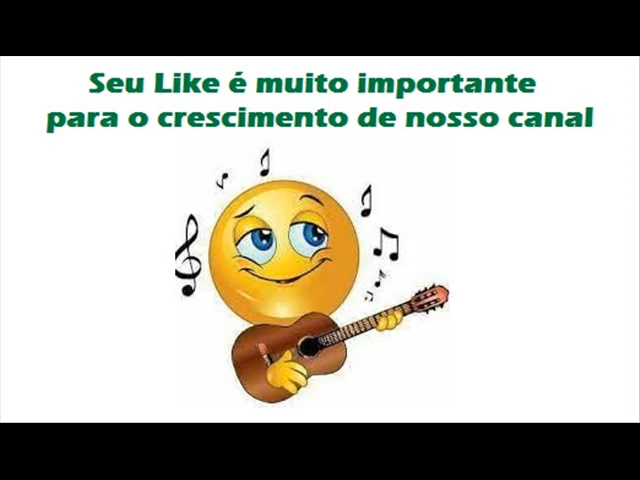 Seu Like é muito importante
para o crescimento de nosso canal